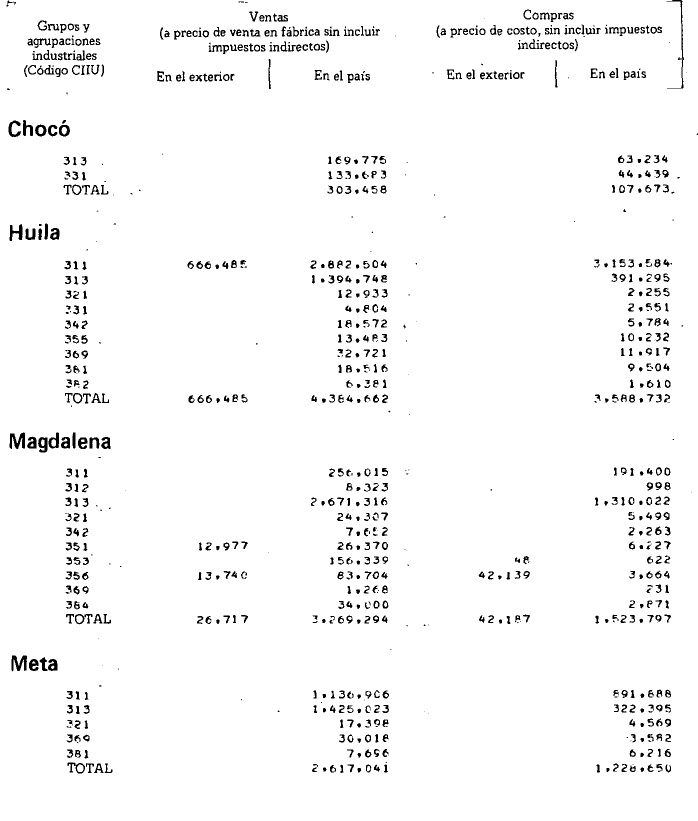 Grupos y
agrupaciones
industriales
(Código CIIU)
Ventas
(a precio de venta en fábrica sin incluir
impuestos indirectos)
En el exterior En el país
Compras
(a precio de costo, sin incluir impuestos
indirectos)
En el exterior En el país
Chocó
313 169.775 63.234
331 133.683 44.439
TOTAL 303.458 107.673
Huila
311 666.485 2.882.504 3.153.584
313 1.394.748 391.295
321 12.933 2.255
331 4.804 2.551
342 18.572 5.784
355 13.483 10.232
369 32.721 11.917
381 18.516 9.504
382 6.381 1.610
TOTAL 666.485 4.384.662 3.588.732
Magdalena
311 256.015 191.400
312 8.323 998
313 2.671.316 1.310.022
321 24.307 5.499
342 7.652 2.263
351 12.977 26.370 6.227
353 156.339 48 622
356 13.740 83.704 42.139 3.664
369 1.268 231
384 34.000 2.871
TOTAL 26.717 3.269.294 42.187 1.523.797
Meta
311 1.136.906 891.888
313 1.425.023 322.395
321 17.398 4.569
369 30.018 3.582
381 7.696 6.216
TOTAL 2.617.041 1.228.650